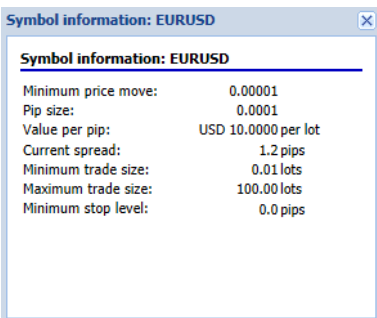 Symbol information: EURUSD
Symbol information: EURUSD
Minimum price move: 0.00001
Pip size: 0.0001
Value per pip: USD 10.0000 per lot
Current spread: 1.2 pips
Minimum trade size: 0.01 lots
Maximum trade size: 100.00 lots
Minimum stop level: 0.0 pips